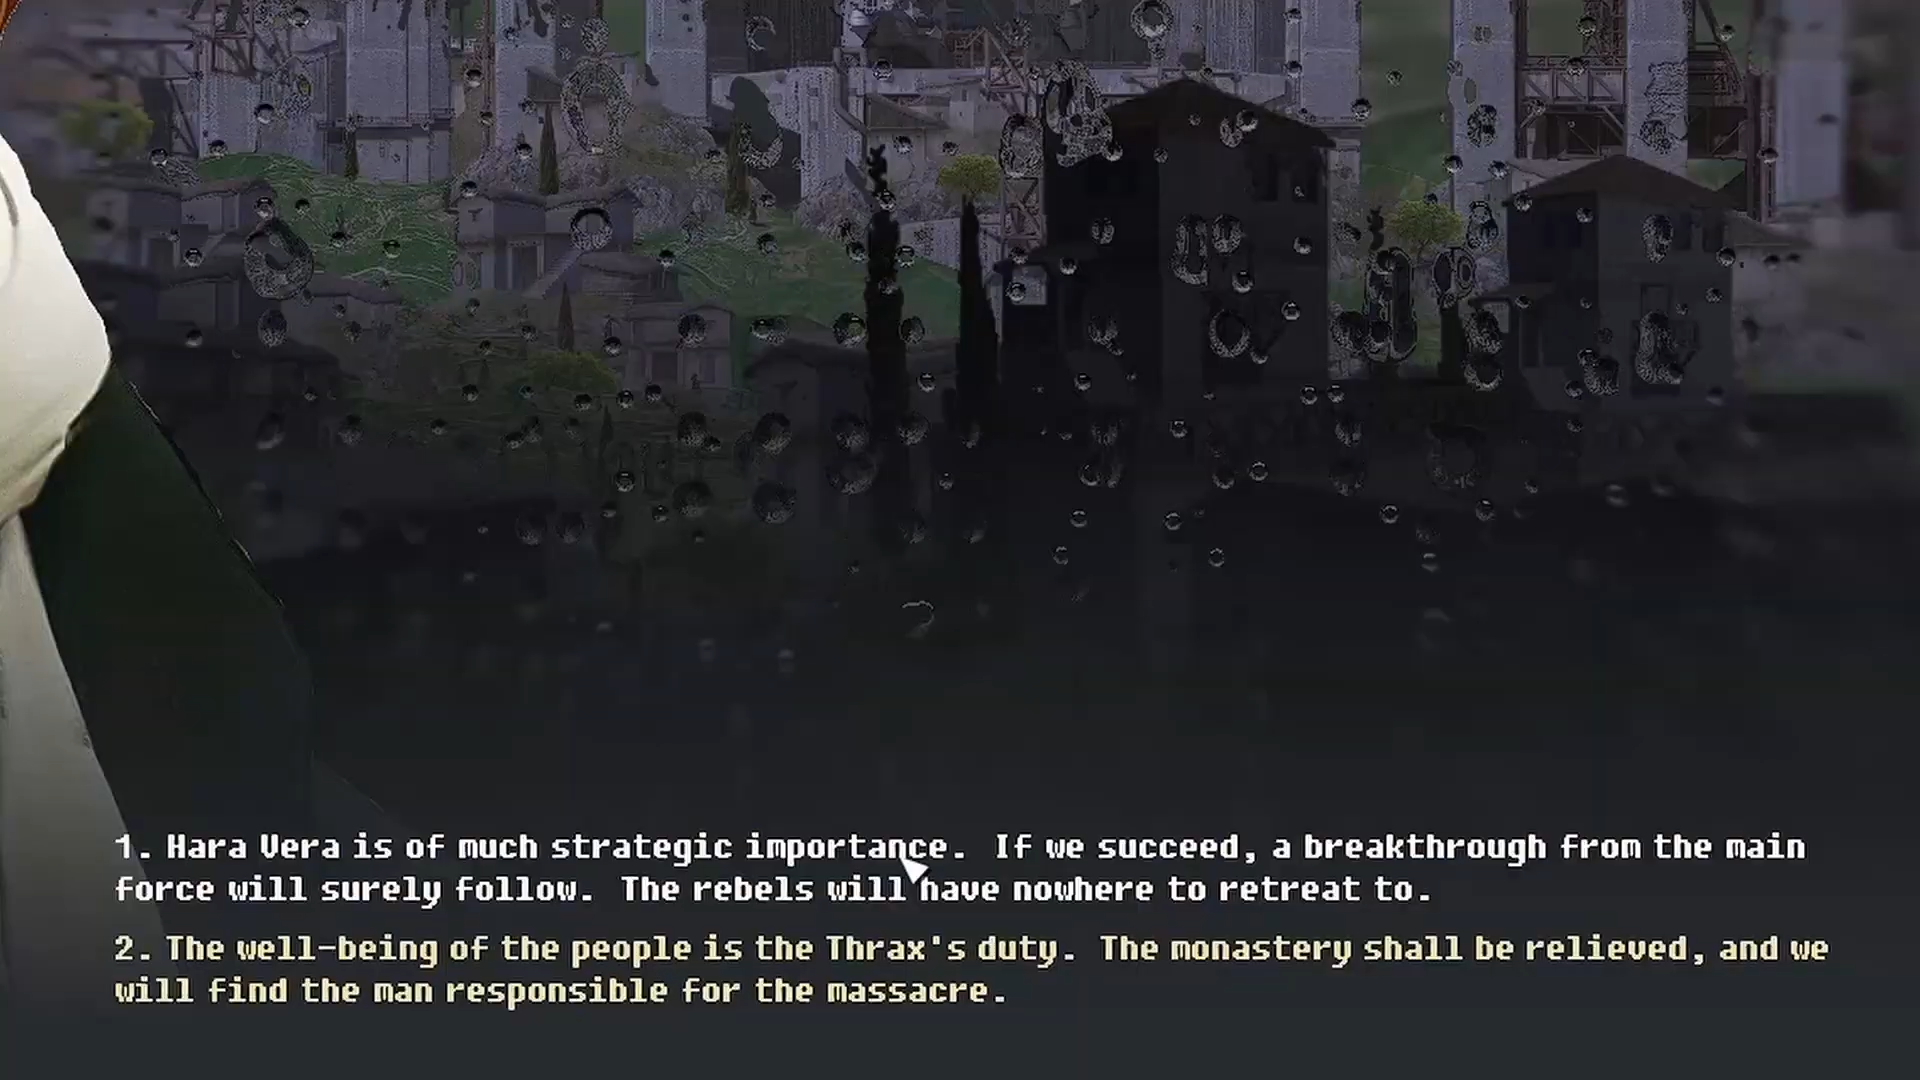 1. Hara Vera is of much strategic importance.  If we succeed, a breakthrough from the main
force will surely follow.  The rebels will have nowhere to retreat to.
2. The well-being of the people is the Thrax's duty.  The monastery shall be relieved, and we
will find the man responsible for the massacre.